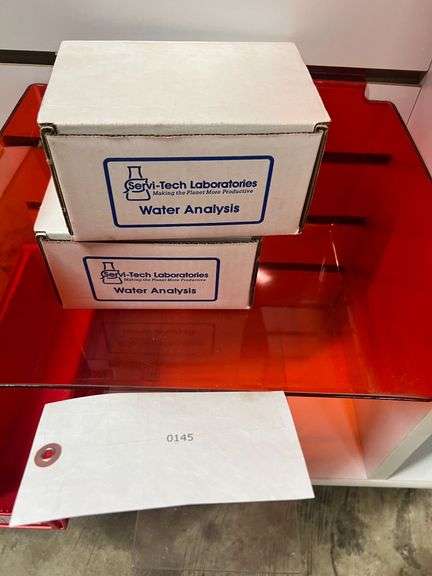 Servi-Tech Laboratories
Making the Planet More Productive
Water Analysis
Servi-Tech Laboratories
Making the Planet More Productive
Water Analysis
0145